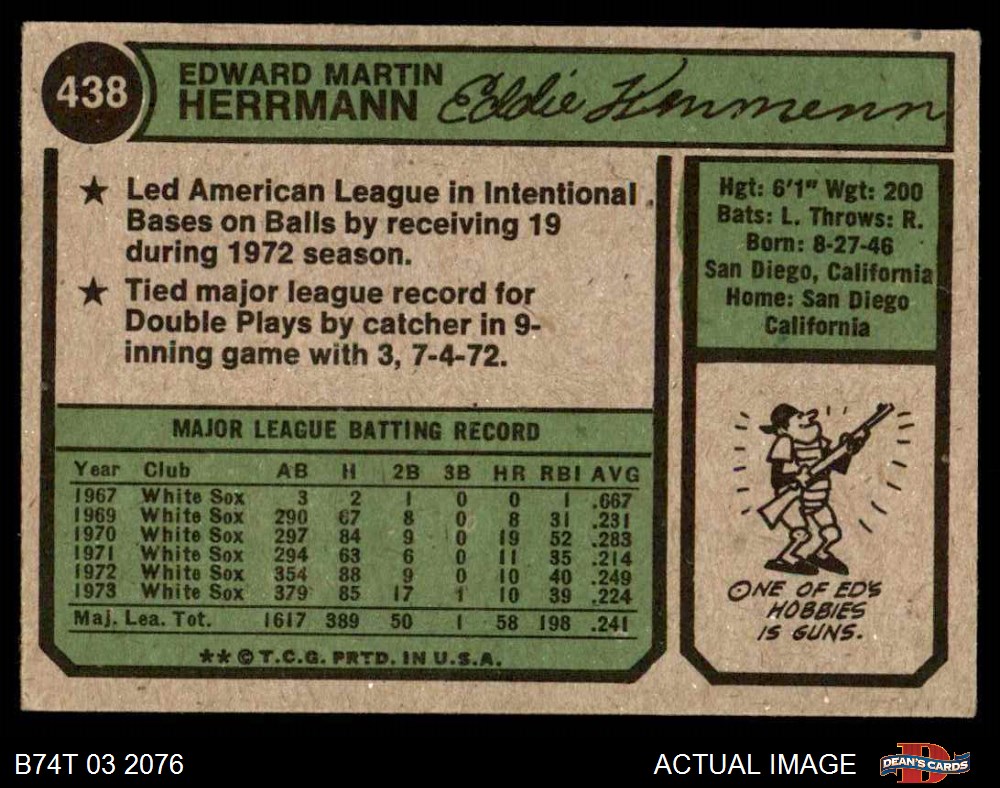 438
EDWARD MARTIN
HERRMANN
Eddie Herrmann
★ Led American League in Intentional
Bases on Balls by receiving 19
during 1972 season.
★ Tied major league record for
Double Plays by catcher in 9-
inning game with 3, 7-4-72.
Hgt: 6'1" Wgt: 200
Bats: L. Throws: R.
Born: 8-27-46
San Diego, California
Home: San Diego
California
MAJOR LEAGUE BATTING RECORD
Year Club AB H 2B 3B HR RBI AVG
1967 White Sox 3 2 1 0 0 1 .667
1969 White Sox 290 67 8 0 8 31 .231
1970 White Sox 297 84 9 0 19 52 .283
1971 White Sox 294 63 6 0 11 35 .214
1972 White Sox 354 88 9 0 10 40 .249
1973 White Sox 379 85 17 1 10 39 .224
Maj. Lea. Tot. 1617 389 50 1 58 198 .241
**© T.C.G. PRTD. IN U.S.A.
ONE OF ED'S
HOBBIES
IS GUNS.
B74T 03 2076
ACTUAL IMAGE
DEAN'S CARDS